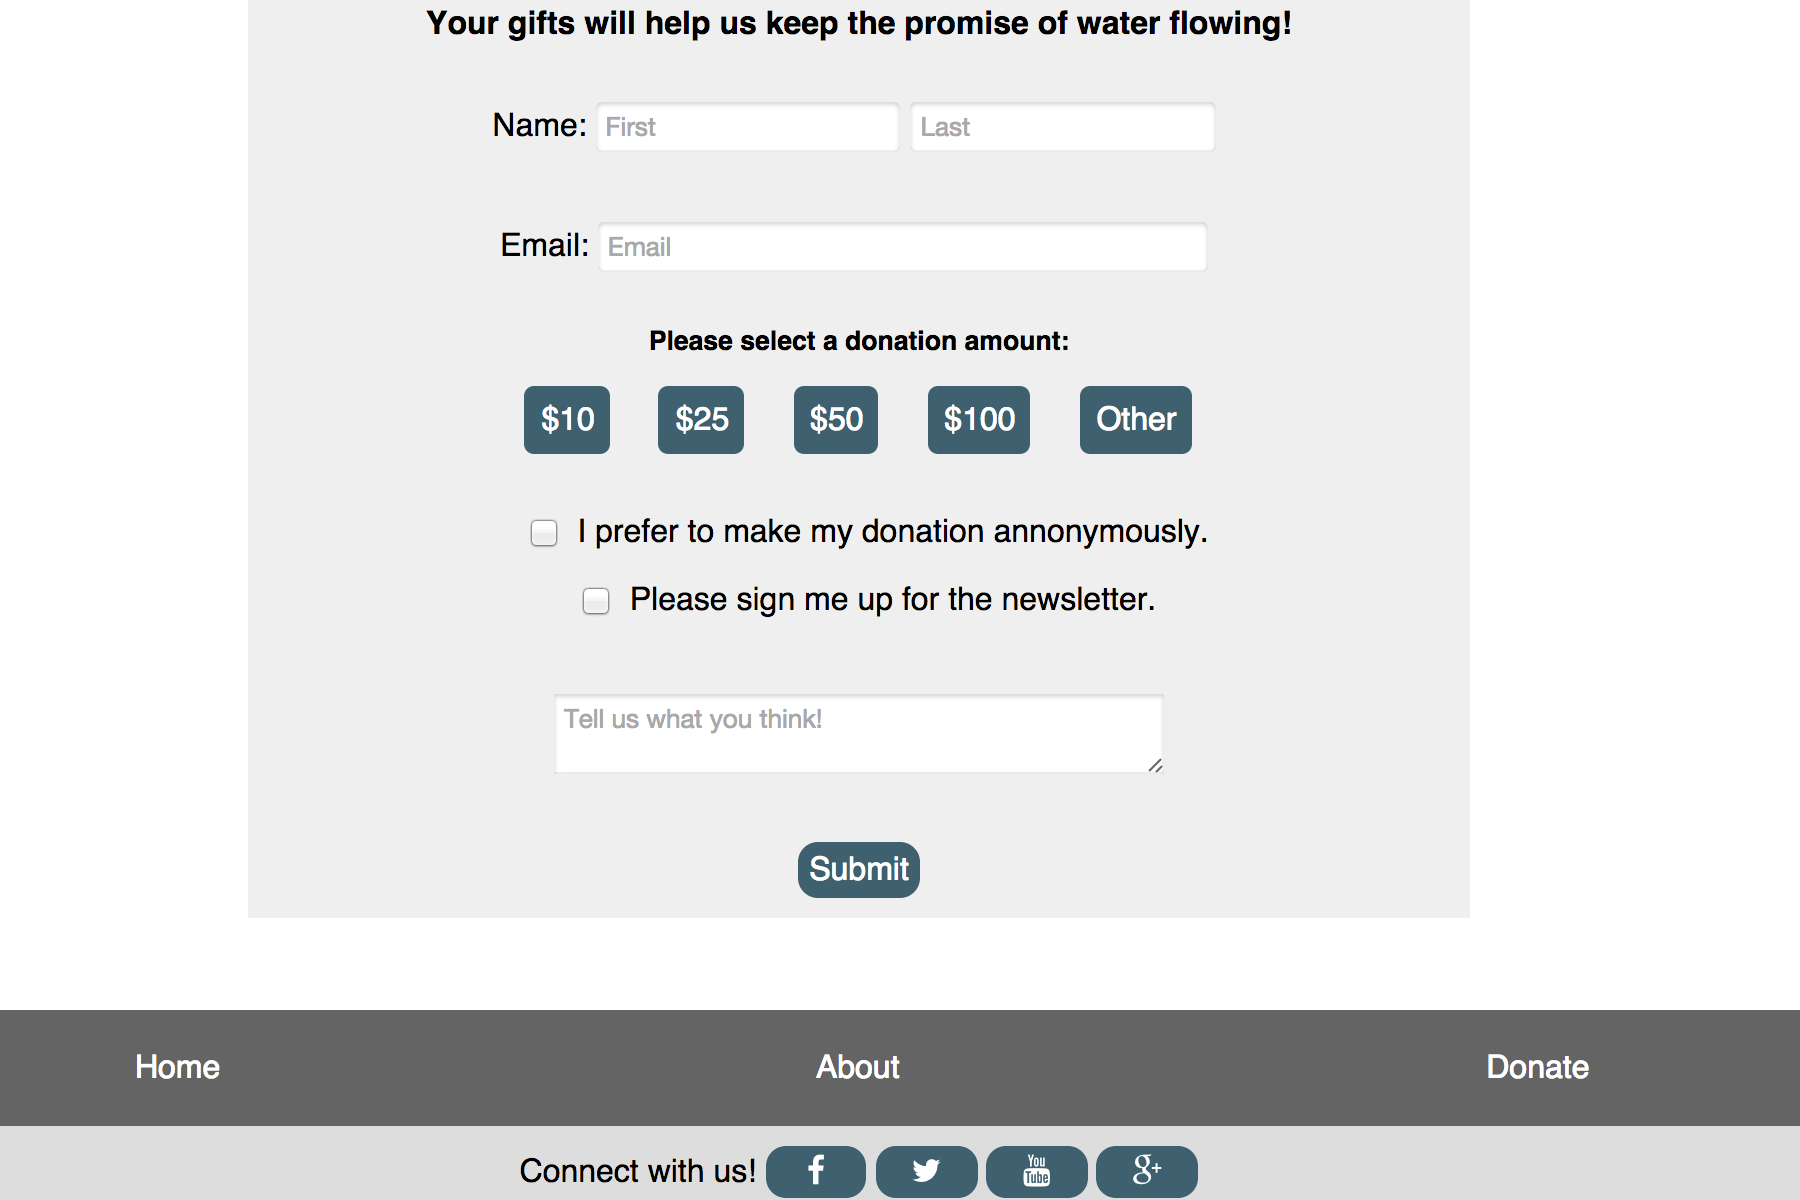 Your gifts will help us keep the promise of water flowing!
Name: First Last
Email: Email
Please select a donation amount:
$10 $25 $50 $100 Other
I prefer to make my donation annonymously.
Please sign me up for the newsletter.
Tell us what you think!
Submit
Home About Donate
Connect with us! f You Tube g+